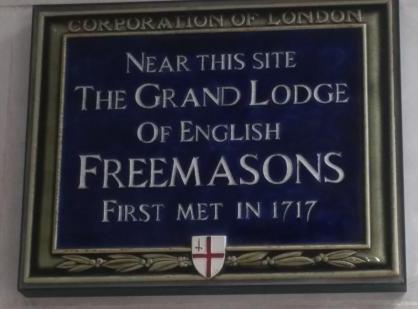 CORPORATION OF LONDON
NEAR THIS SITE
THE GRAND LODGE
OF ENGLISH
FREEMASONS
FIRST MET IN 1717